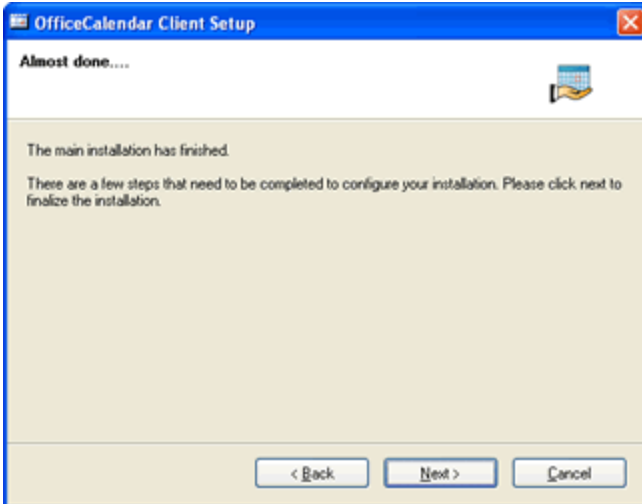 OfficeCalendar Client Setup
Almost done....
The main installation has finished.
There are a few steps that need to be completed to configure your installation. Please click next to
finalize the installation.
< Back Next > Cancel